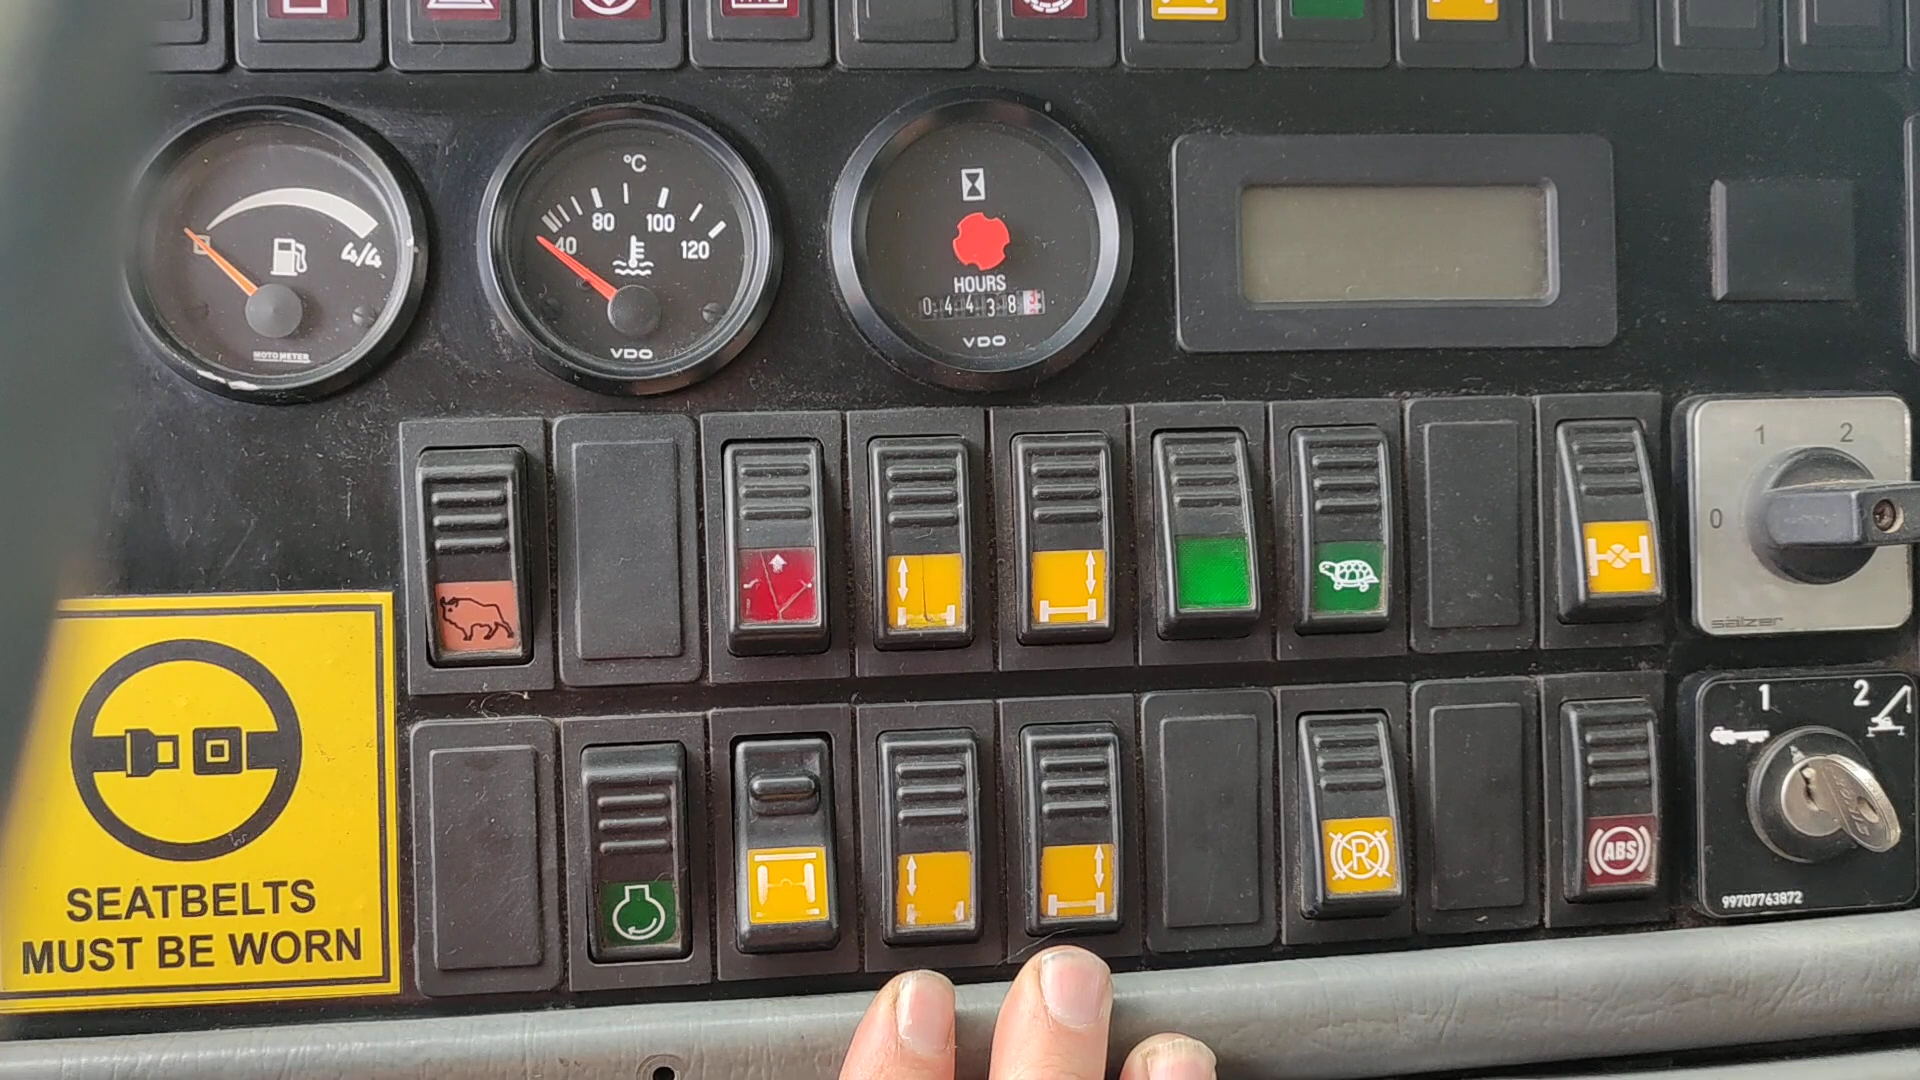 4/4
MOTO METER
°C
40
80
100
120
VDO
HOURS
0 4 4 3 8 3
VDO
0
1
2
sälzer
SEATBELTS
MUST BE WORN
R
ABS
1
2
99707763872